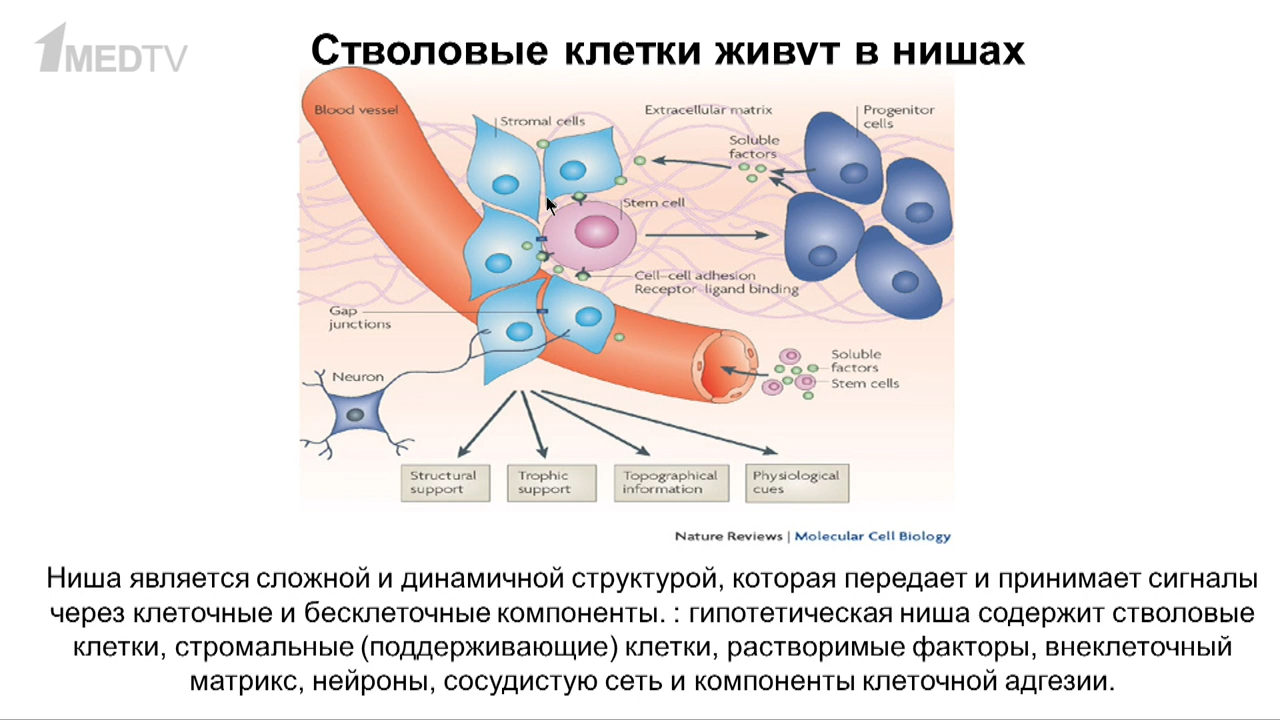 1MEDTV
Стволовые клетки живут в нишах
Blood vessel
Stromal cells
Extracellular matrix
Progenitor
cells
Soluble
factors
Stem cell
Cell–cell adhesion
Receptor–ligand binding
Gap
junctions
Neuron
Soluble
factors
Stem cells
Structural
support
Trophic
support
Topographical
information
Physiological
cues
Nature Reviews | Molecular Cell Biology
Ниша является сложной и динамичной структурой, которая передает и принимает сигналы
через клеточные и бесклеточные компоненты. : гипотетическая ниша содержит стволовые
клетки, стромальные (поддерживающие) клетки, растворимые факторы, внеклеточный
матрикс, нейроны, сосудистую сеть и компоненты клеточной адгезии.